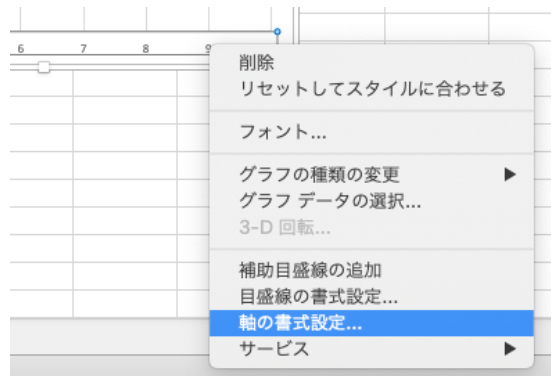 6 7 8 9
削除
リセットしてスタイルに合わせる
フォント...
グラフの種類の変更
グラフ データの選択...
3-D 回転...
補助目盛線の追加
目盛線の書式設定...
軸の書式設定...
サービス